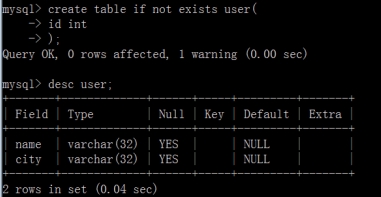 mysql> create table if not exists user(
    -> id int
    -> );
Query OK, 0 rows affected, 1 warning (0.00 sec)

mysql> desc user;
+-------+-------------+------+-----+---------+-------+
| Field | Type        | Null | Key | Default | Extra |
+-------+-------------+------+-----+---------+-------+
| name  | varchar(32) | YES  |     | NULL    |       |
| city  | varchar(32) | YES  |     | NULL    |       |
+-------+-------------+------+-----+---------+-------+
2 rows in set (0.04 sec)